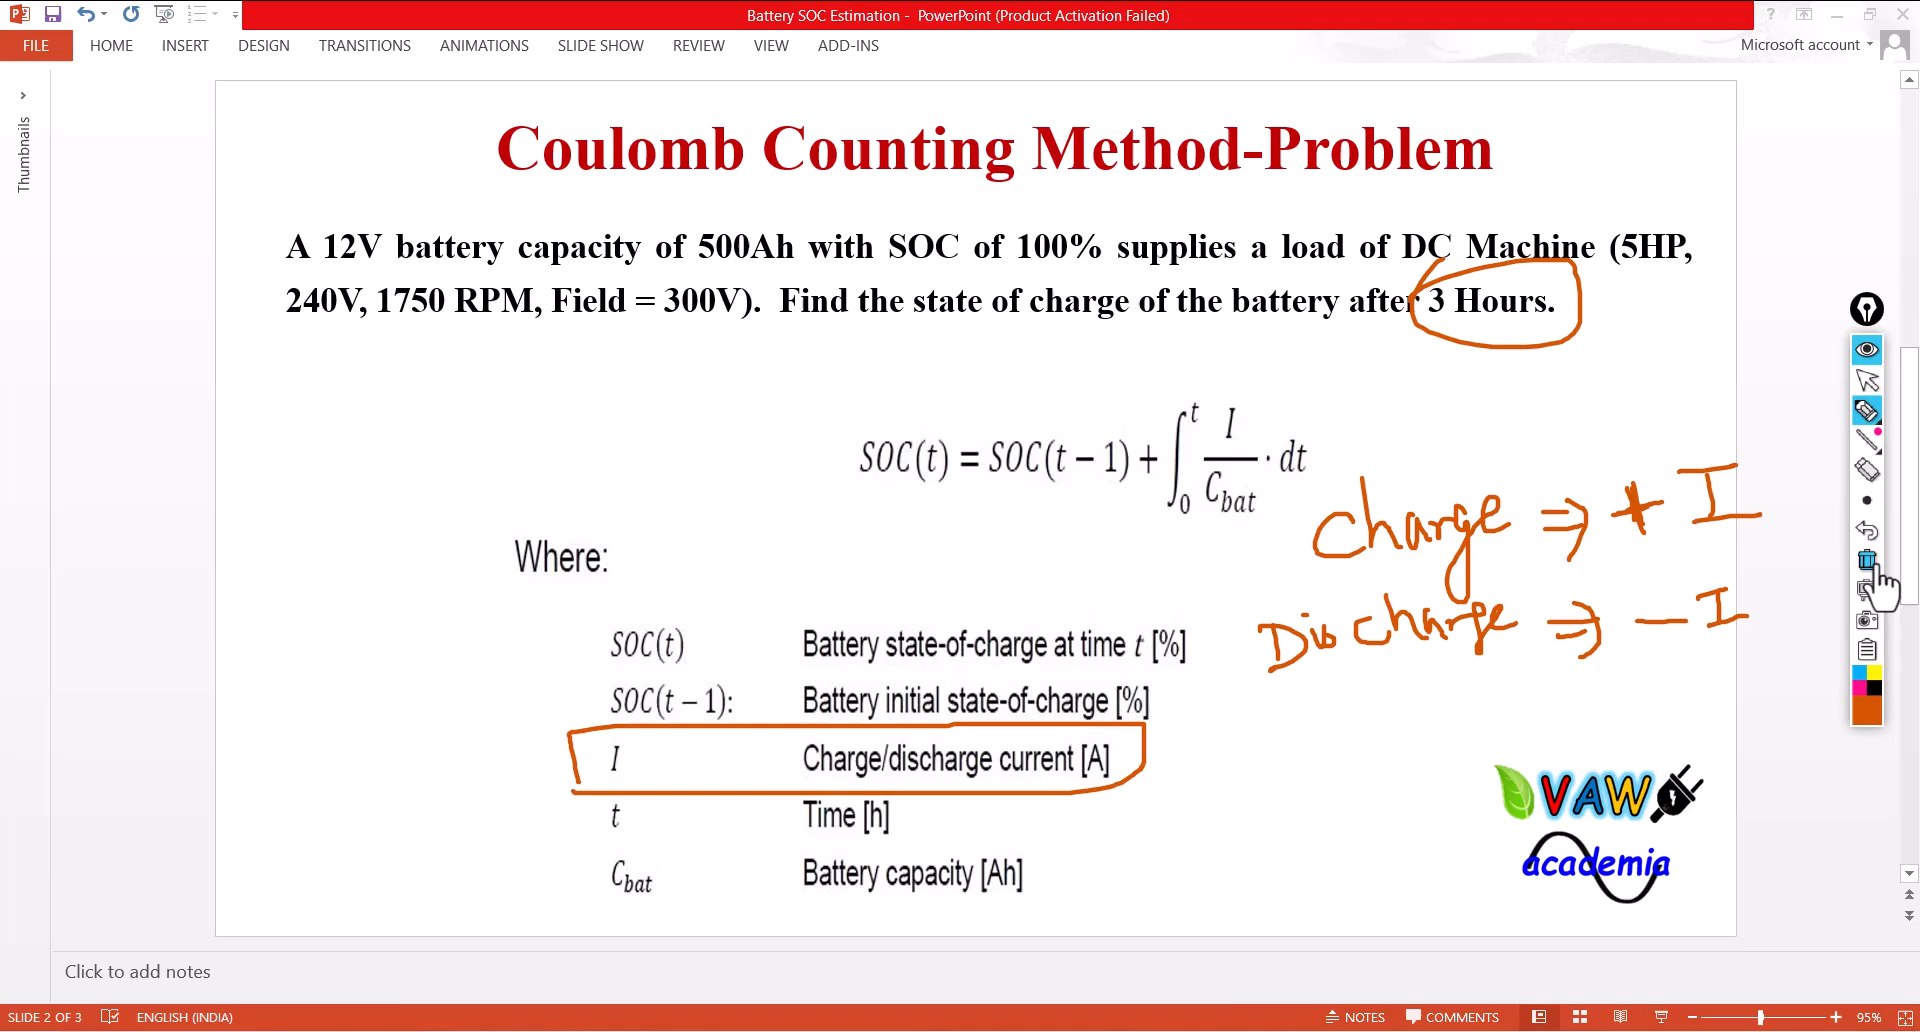 Battery SOC Estimation - PowerPoint (Product Activation Failed)
?
FILE HOME INSERT DESIGN TRANSITIONS ANIMATIONS SLIDE SHOW REVIEW VIEW ADD-INS
Microsoft account
Thumbnails
Coulomb Counting Method-Problem
A 12V battery capacity of 500Ah with SOC of 100% supplies a load of DC Machine (5HP,
240V, 1750 RPM, Field = 300V). Find the state of charge of the battery after 3 Hours.
SOC(t) = SOC(t − 1) + ∫₀ᵗ I/C_bat · dt
charge ⇒ + I
Discharge ⇒ − I
Where:
SOC(t) Battery state-of-charge at time t [%]
SOC(t − 1): Battery initial state-of-charge [%]
I Charge/discharge current [A]
t Time [h]
C_bat Battery capacity [Ah]
VAW
academia
Click to add notes
SLIDE 2 OF 3 ENGLISH (INDIA) NOTES COMMENTS 95%